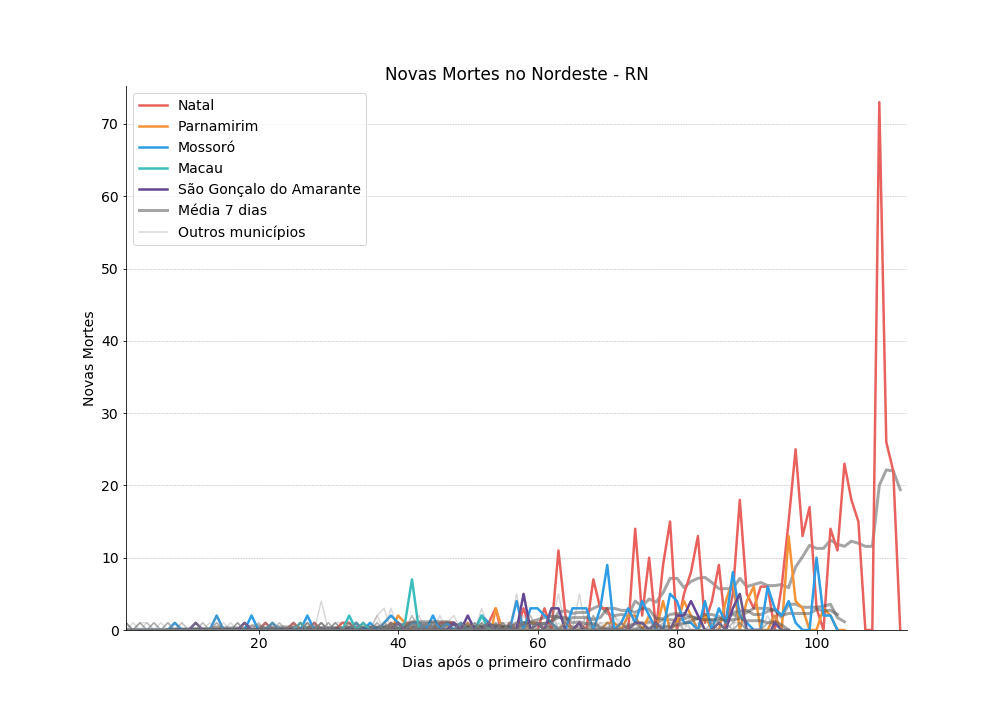 Novas Mortes no Nordeste - RN
Natal
Parnamirim
Mossoró
Macau
São Gonçalo do Amarante
Média 7 dias
Outros municípios
70
60
50
40
30
20
10
0
Novas Mortes
20
40
60
80
100
Dias após o primeiro confirmado